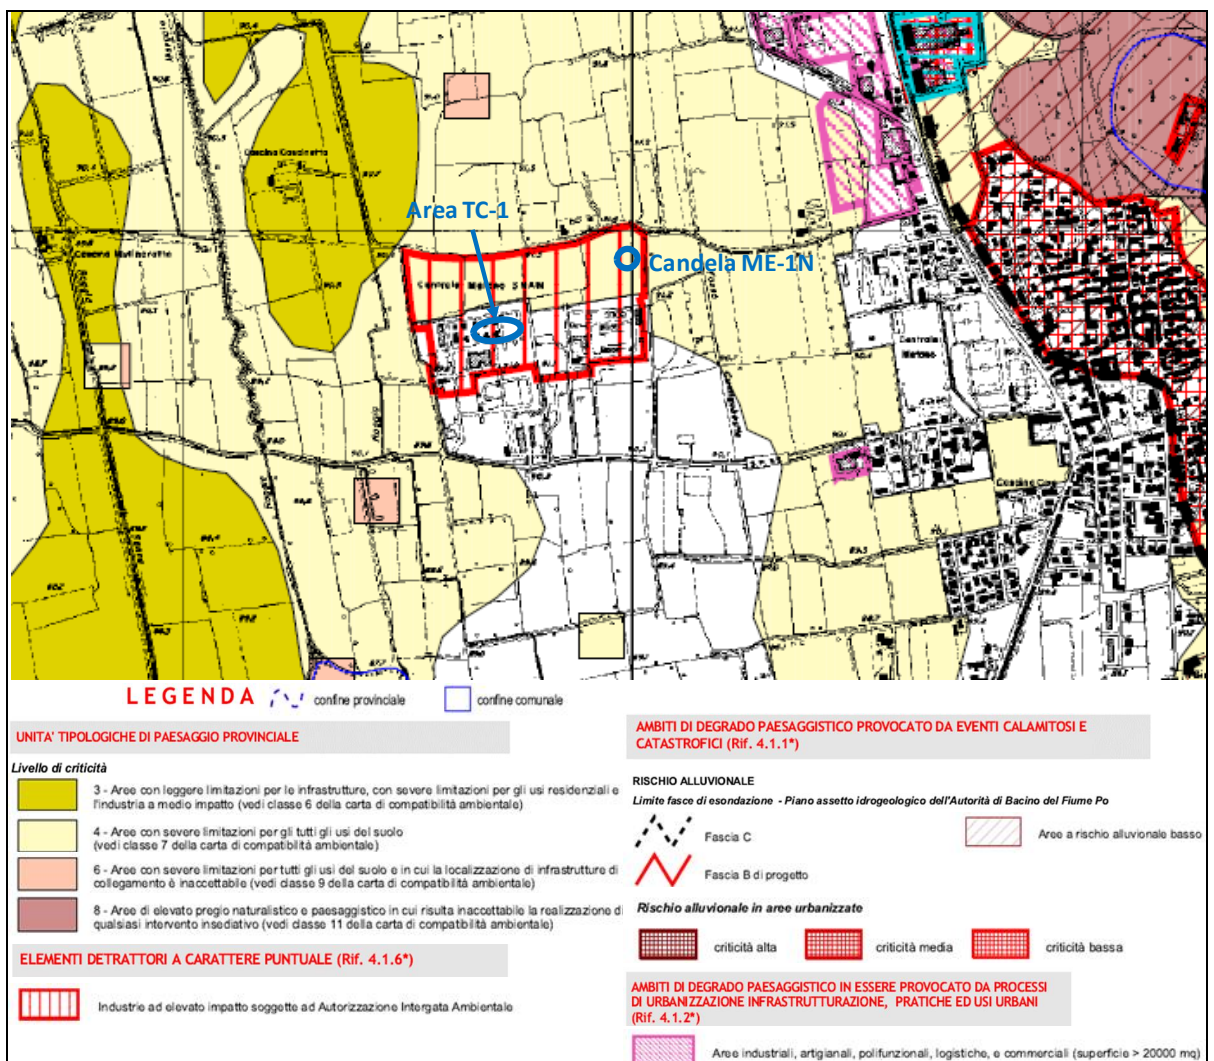 Cascina Cascinetta
Area TC-1
Cascina Mulinaretta
Candela ME-1N
Centrale Metano SNAM
Centrale
Metano
LEGENDA
confine provinciale
confine comunale
UNITA' TIPOLOGICHE DI PAESAGGIO PROVINCIALE
Livello di criticità
3 - Aree con leggere limitazioni per le infrastrutture, con severe limitazioni per gli usi residenziali e
l'industria a medio impatto (vedi classe 6 della carta di compatibilità ambientale)
4 - Aree con severe limitazioni per gli tutti gli usi del suolo
(vedi classe 7 della carta di compatibilità ambientale)
6 - Aree con severe limitazioni per tutti gli usi del suolo e in cui la localizzazione di infrastrutture di
collegamento è inaccettabile (vedi classe 9 della carta di compatibilità ambientale)
8 - Aree di elevato pregio naturalistico e paesaggistico in cui risulta inaccettabile la realizzazione di
qualsiasi intervento insediativo (vedi classe 11 della carta di compatibilità ambientale)
ELEMENTI DETRATTORI A CARATTERE PUNTUALE (Rif. 4.1.6*)
Industrie ad elevato impatto soggette ad Autorizzazione Intergata Ambientale
AMBITI DI DEGRADO PAESAGGISTICO PROVOCATO DA EVENTI CALAMITOSI E
CATASTROFICI (Rif. 4.1.1*)
RISCHIO ALLUVIONALE
Limite fasce di esondazione - Piano assetto idrogeologico dell'Autorità di Bacino del Fiume Po
Fascia C
Aree a rischio alluvionale basso
Fascia B di progetto
Rischio alluvionale in aree urbanizzate
criticità alta
criticità media
criticità bassa
AMBITI DI DEGRADO PAESAGGISTICO IN ESSERE PROVOCATO DA PROCESSI
DI URBANIZZAZIONE INFRASTRUTTURAZIONE, PRATICHE ED USI URBANI
(Rif. 4.1.2*)
Aree industriali, artigianali, polifunzionali, logistiche, e commerciali (superficie > 20000 mq)